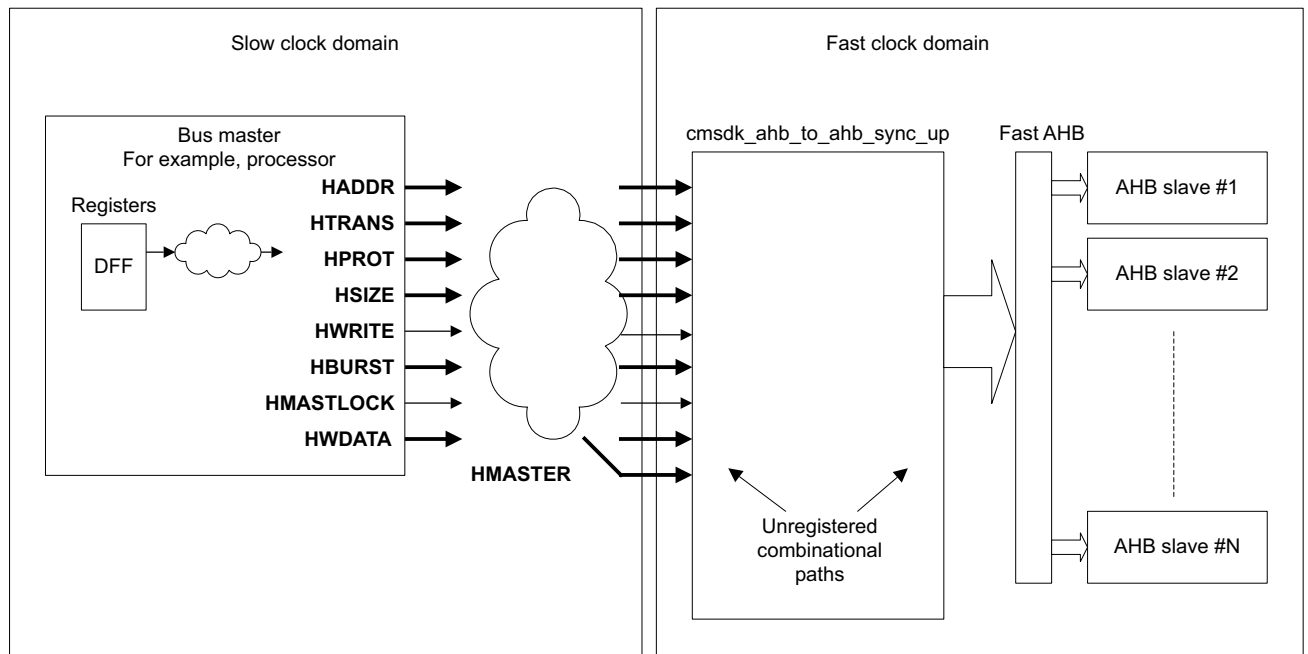 Slow clock domain
Fast clock domain
Bus master
For example, processor
Registers
DFF
HADDR
HTRANS
HPROT
HSIZE
HWRITE
HBURST
HMASTLOCK
HWDATA
HMASTER
cmsdk_ahb_to_ahb_sync_up
Unregistered
combinational
paths
Fast AHB
AHB slave #1
AHB slave #2
AHB slave #N